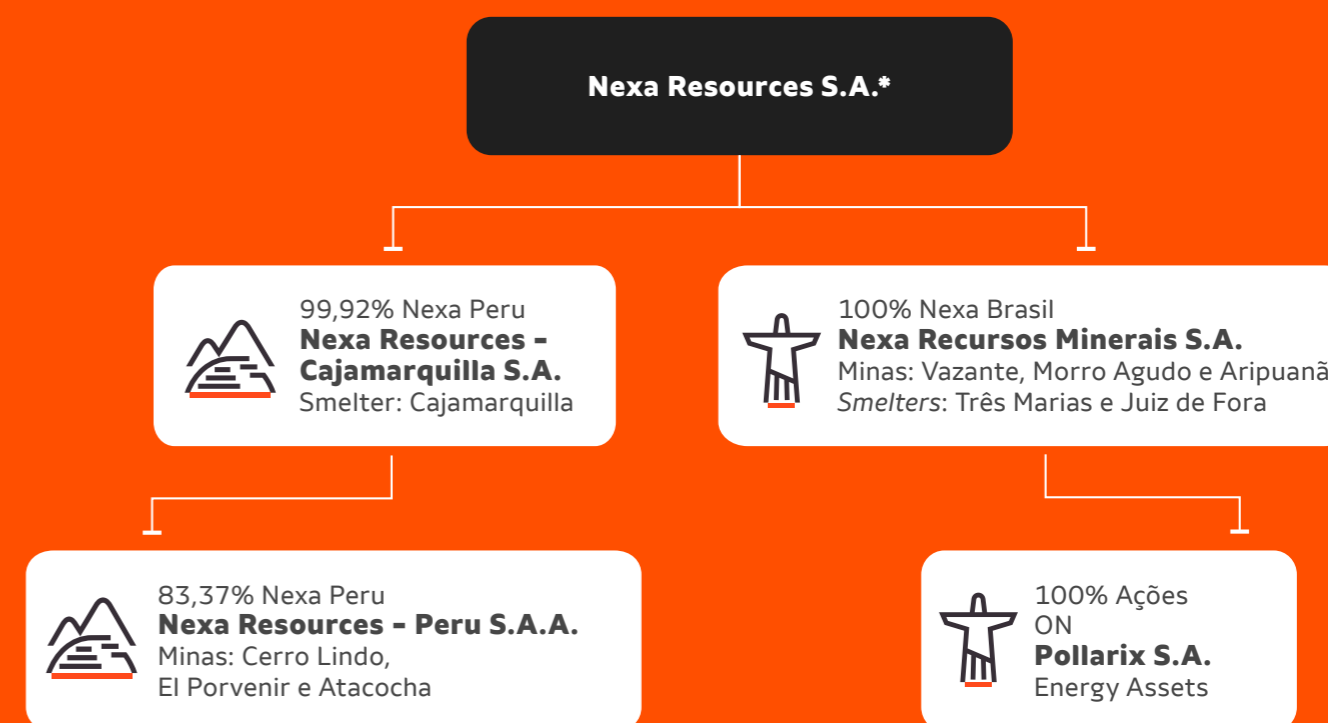 Nexa Resources S.A.*
99,92% Nexa Peru
Nexa Resources –
Cajamarquilla S.A.
Smelter: Cajamarquilla
100% Nexa Brasil
Nexa Recursos Minerais S.A.
Minas: Vazante, Morro Agudo e Aripuanã
Smelters: Três Marias e Juiz de Fora
83,37% Nexa Peru
Nexa Resources – Peru S.A.A.
Minas: Cerro Lindo,
El Porvenir e Atacocha
100% Ações
ON
Pollarix S.A.
Energy Assets